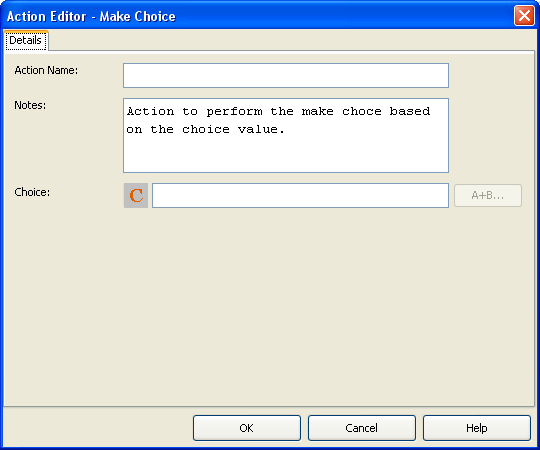 Action Editor - Make Choice
Details
Action Name:
Notes:
Action to perform the make choce based
on the choice value.
Choice:
C
A+B...
OK
Cancel
Help